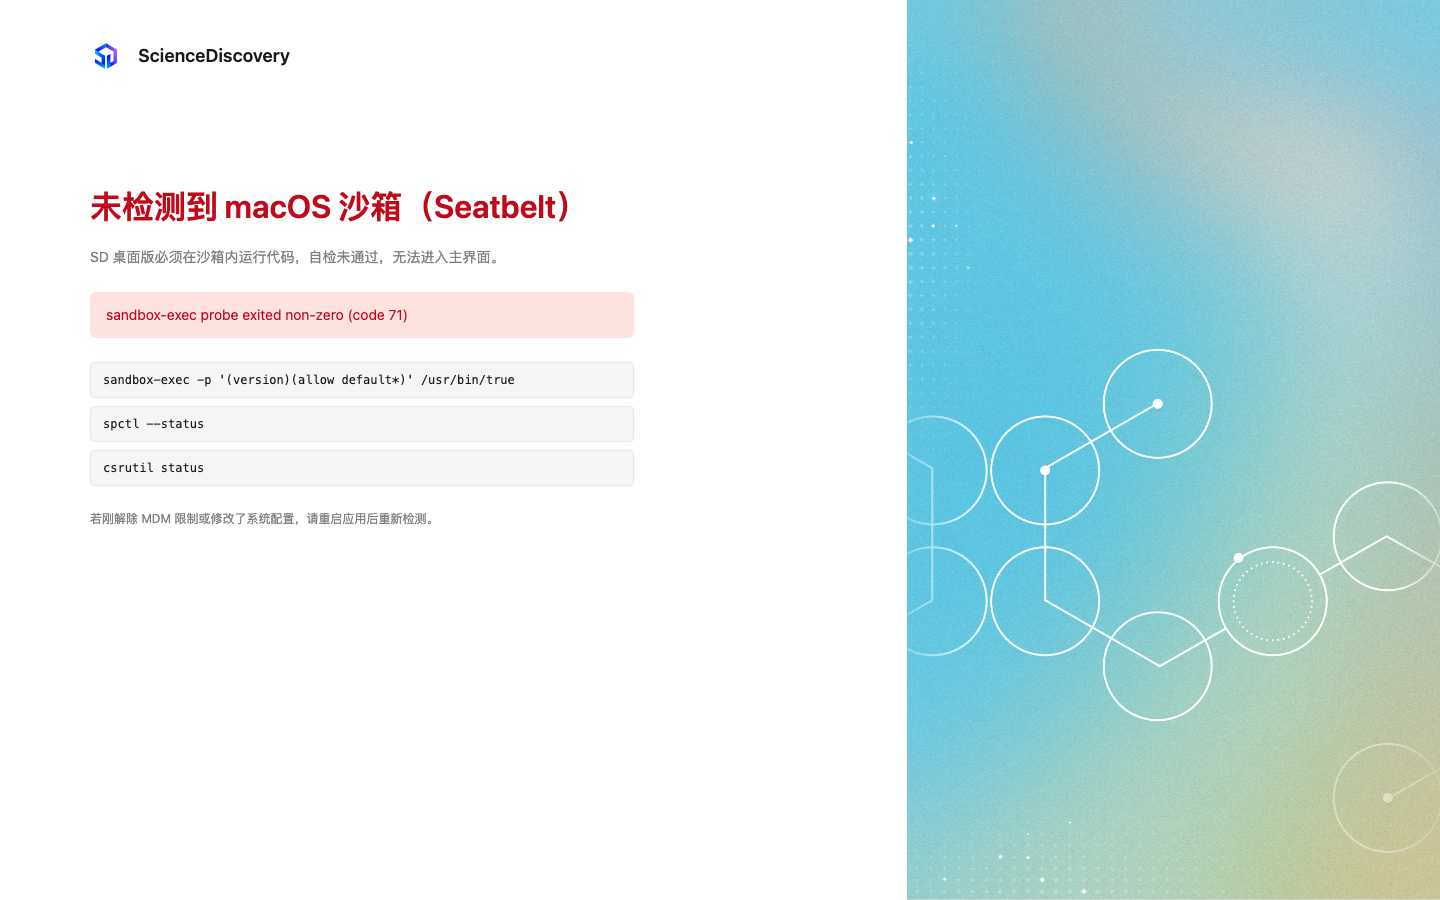 ScienceDiscovery
未检测到 macOS 沙箱（Seatbelt）
SD 桌面版必须在沙箱内运行代码，自检未通过，无法进入主界面。
sandbox-exec probe exited non-zero (code 71)
sandbox-exec -p '(version)(allow default*)' /usr/bin/true
spctl --status
csrutil status
若刚解除 MDM 限制或修改了系统配置，请重启应用后重新检测。